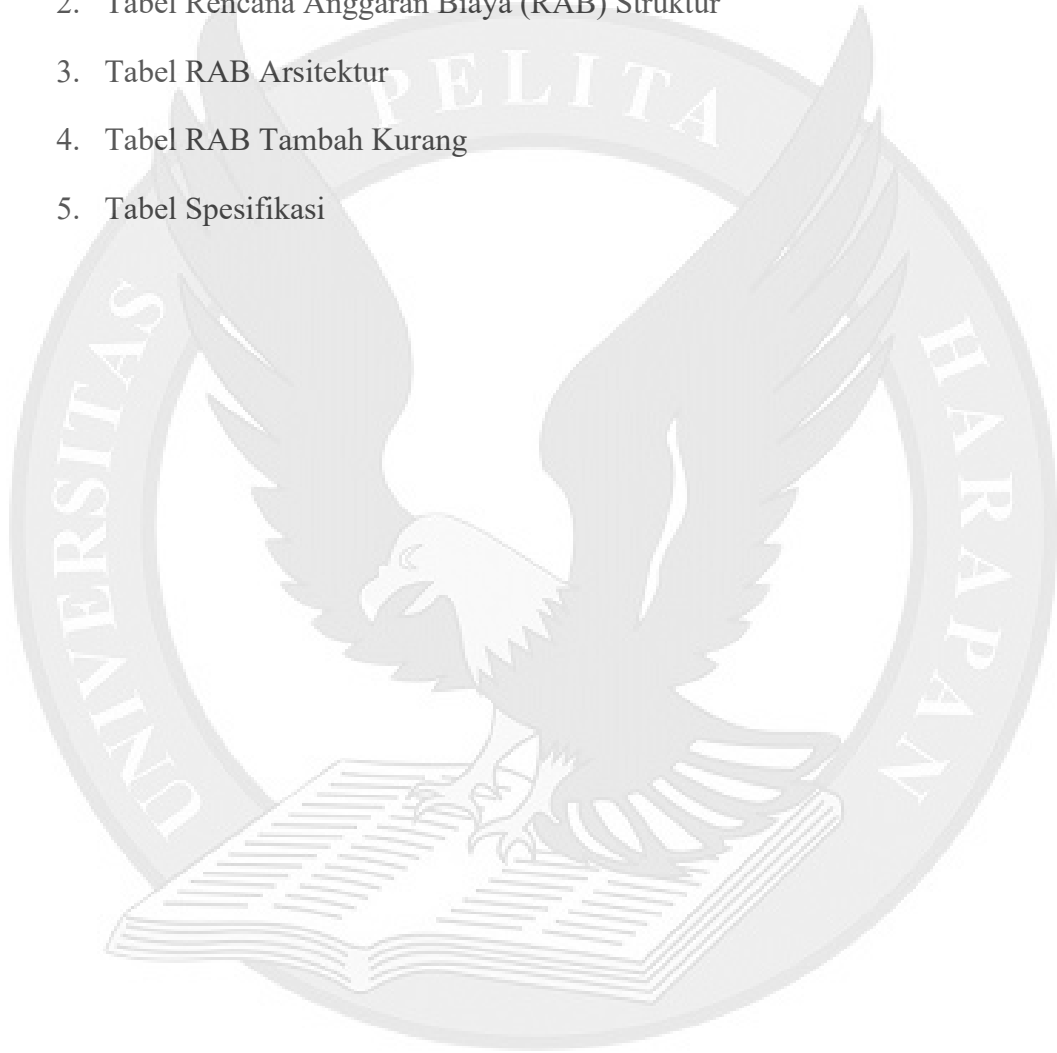 2. Tabel Rencana Anggaran Biaya (RAB) Struktur
3. Tabel RAB Arsitektur
4. Tabel RAB Tambah Kurang
5. Tabel Spesifikasi
UNIVERSITAS PELITA HARAPAN